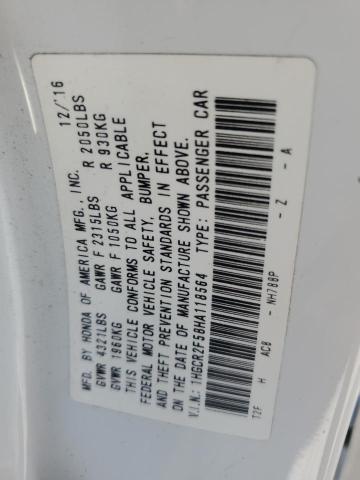 MFD. BY HONDA OF AMERICA MFG., INC. 12/'16
GVWR 4321LBS GAWR F 2315LBS R 2050LBS
GVWR 1960KG GAWR F 1050KG R 930KG
THIS VEHICLE CONFORMS TO ALL APPLICABLE
FEDERAL MOTOR VEHICLE SAFETY, BUMPER,
AND THEFT PREVENTION STANDARDS IN EFFECT
ON THE DATE OF MANUFACTURE SHOWN ABOVE.
V.I.N.: 1HGCR2F58HA118564 TYPE: PASSENGER CAR
T2F H AC8 NH788P - Z - A